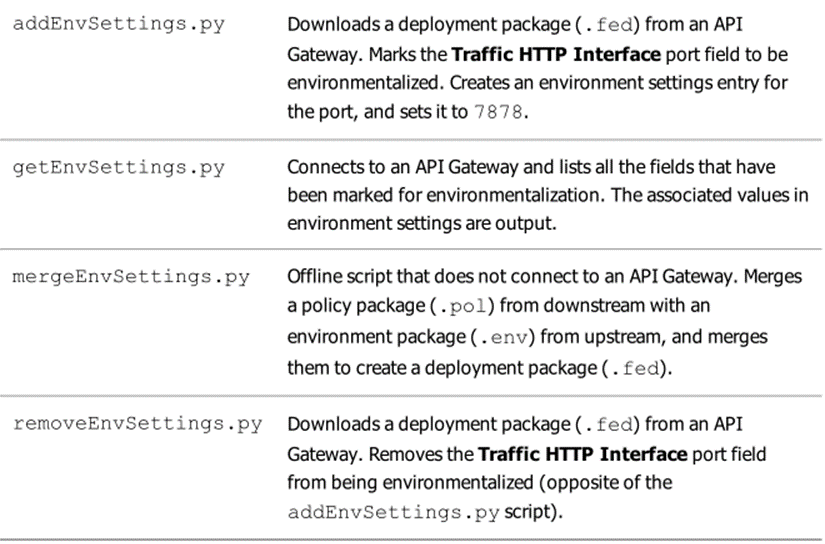 addEnvSettings.py
Downloads a deployment package (.fed) from an API
Gateway. Marks the Traffic HTTP Interface port field to be
environmentalized. Creates an environment settings entry for
the port, and sets it to 7878.
getEnvSettings.py
Connects to an API Gateway and lists all the fields that have
been marked for environmentalization. The associated values in
environment settings are output.
mergeEnvSettings.py
Offline script that does not connect to an API Gateway. Merges
a policy package (.pol) from downstream with an
environment package (.env) from upstream, and merges
them to create a deployment package (.fed).
removeEnvSettings.py
Downloads a deployment package (.fed) from an API
Gateway. Removes the Traffic HTTP Interface port field
from being environmentalized (opposite of the
addEnvSettings.py script).